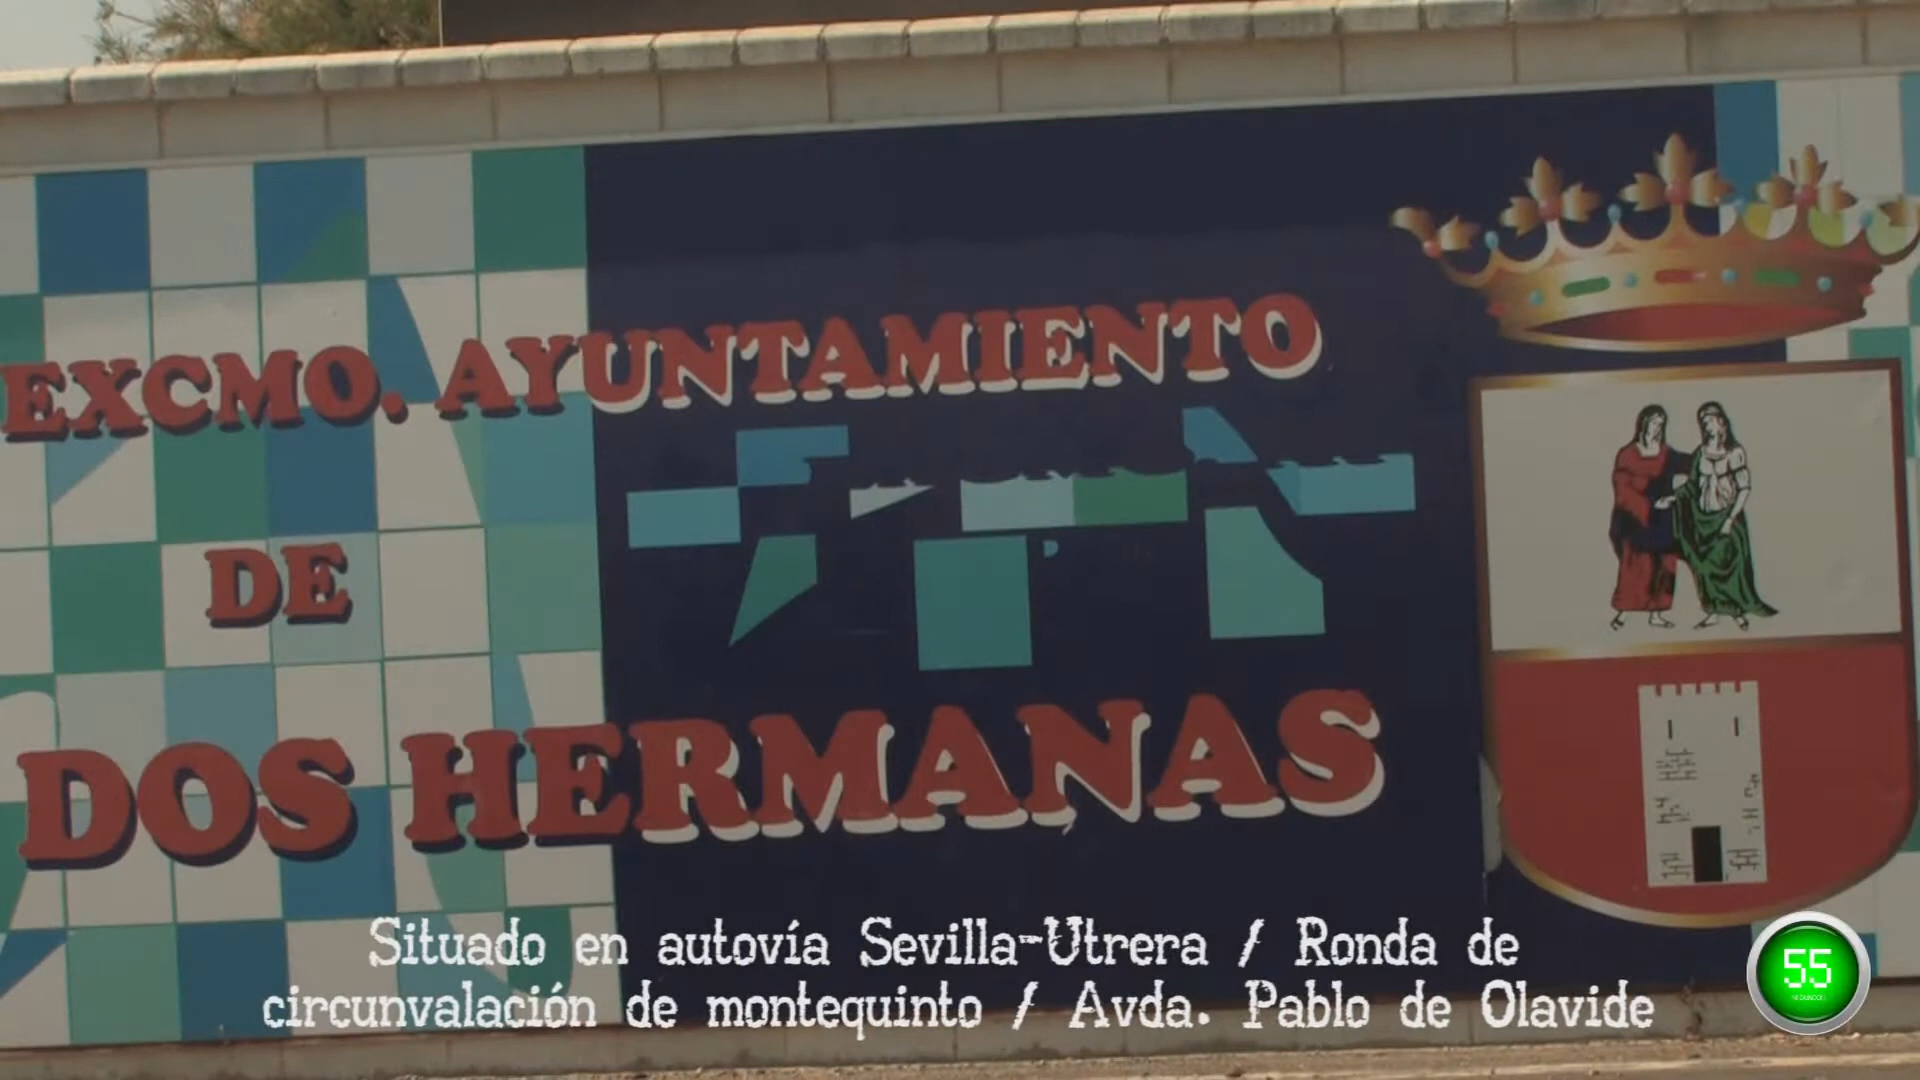 EXCMO. AYUNTAMIENTO
DE
DOS HERMANAS
Situado en autovía Sevilla-Utrera / Ronda de
circunvalación de montequinto / Avda. Pablo de Olavide
55